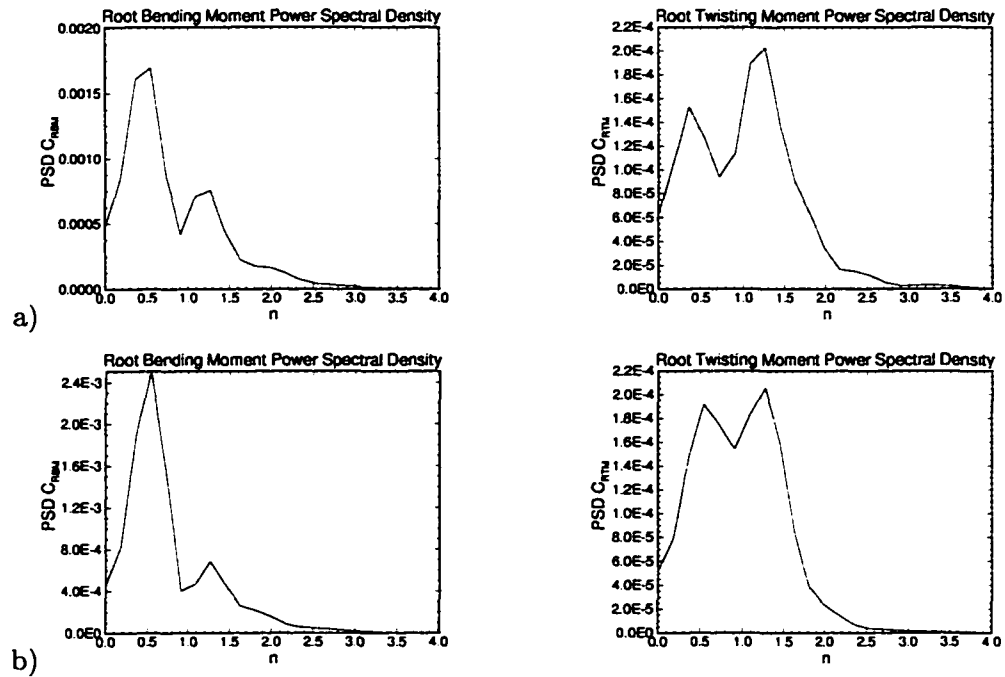 Root Bending Moment Power Spectral Density
0.0020
0.0015
0.0010
0.0005
0.0000
PSD C_RBM
0.0 0.5 1.0 1.5 2.0 2.5 3.0 3.5 4.0
n
Root Twisting Moment Power Spectral Density
2.2E-4
2.0E-4
1.8E-4
1.6E-4
1.4E-4
1.2E-4
1.0E-4
8.0E-5
6.0E-5
4.0E-5
2.0E-5
0.0E0
PSD C_RTM
0.0 0.5 1.0 1.5 2.0 2.5 3.0 3.5 4.0
n
a)
Root Bending Moment Power Spectral Density
2.4E-3
2.0E-3
1.6E-3
1.2E-3
8.0E-4
4.0E-4
0.0E0
PSD C_RBM
0.0 0.5 1.0 1.5 2.0 2.5 3.0 3.5 4.0
n
Root Twisting Moment Power Spectral Density
2.2E-4
2.0E-4
1.8E-4
1.6E-4
1.4E-4
1.2E-4
1.0E-4
8.0E-5
6.0E-5
4.0E-5
2.0E-5
0.0E0
PSD C_RTM
0.0 0.5 1.0 1.5 2.0 2.5 3.0 3.5 4.0
n
b)